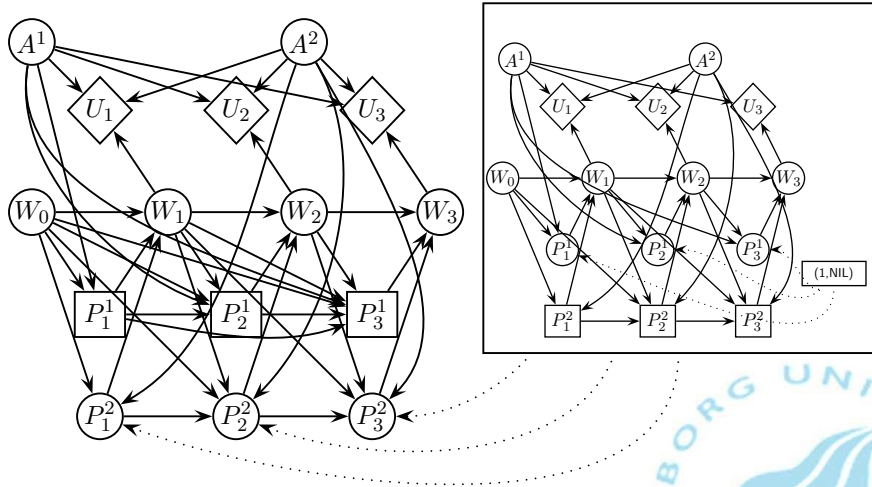 A^1 A^2
U_1 U_2 U_3
W_0 W_1 W_2 W_3
P_1^1 P_2^1 P_3^1
P_1^2 P_2^2 P_3^2
A^1 A^2
U_1 U_2 U_3
W_0 W_1 W_2 W_3
P_1^1 P_2^1 P_3^1
(1,NIL)
P_1^2 P_2^2 P_3^2
BORG UNI